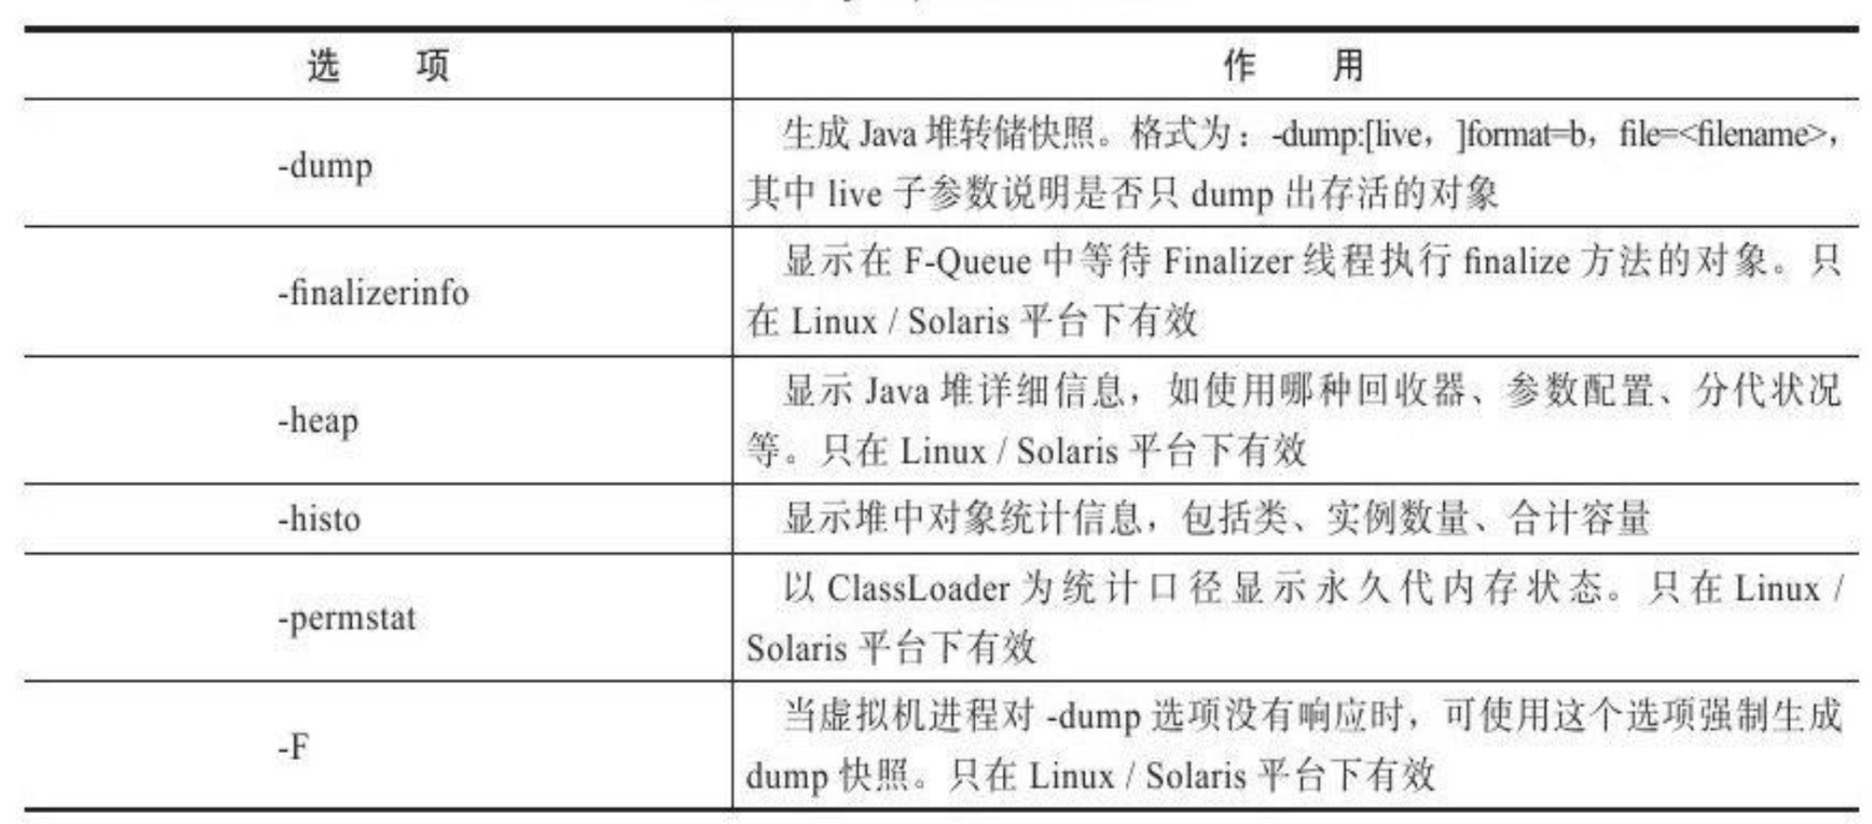 选 项 作 用
-dump
生成 Java 堆转储快照。格式为：-dump:[live，]format=b，file=<filename>，
其中 live 子参数说明是否只 dump 出存活的对象
-finalizerinfo
显示在 F-Queue 中等待 Finalizer 线程执行 finalize 方法的对象。只
在 Linux / Solaris 平台下有效
-heap
显示 Java 堆详细信息，如使用哪种回收器、参数配置、分代状况
等。只在 Linux / Solaris 平台下有效
-histo
显示堆中对象统计信息，包括类、实例数量、合计容量
-permstat
以 ClassLoader 为统计口径显示永久代内存状态。只在 Linux /
Solaris 平台下有效
-F
当虚拟机进程对 -dump 选项没有响应时，可使用这个选项强制生成
dump 快照。只在 Linux / Solaris 平台下有效